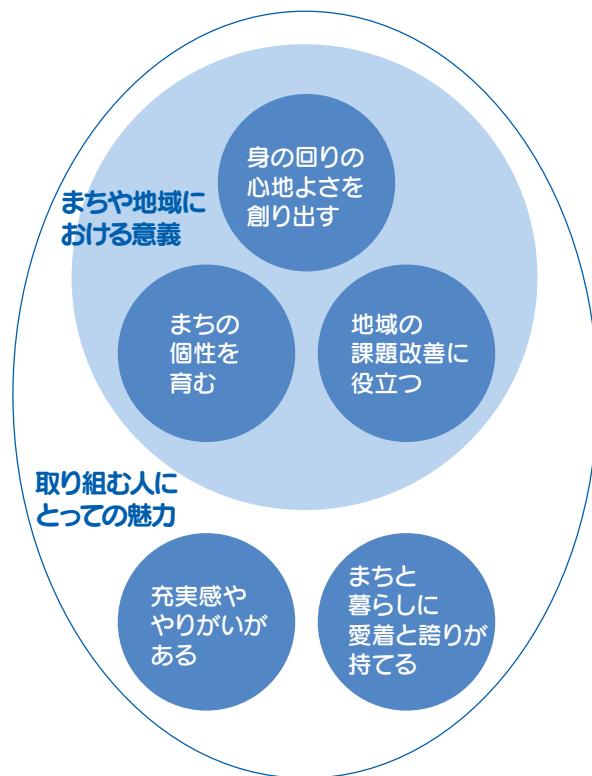 身の回りの
心地よさを
創り出す
まちや地域に
おける意義
まちの
個性を
育む
地域の
課題改善に
役立つ
取り組む人に
とっての魅力
充実感や
やりがいが
ある
まちと
暮らしに
愛着と誇りが
持てる